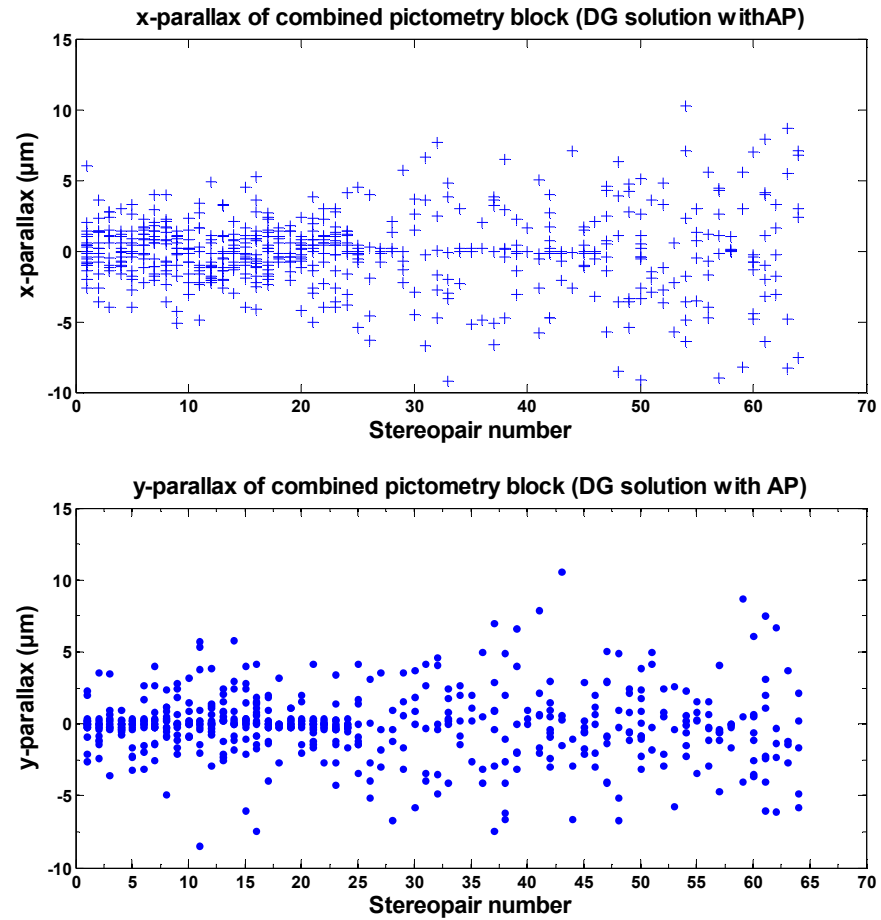 x-parallax of combined pictometry block (DG solution withAP)
15
10
5
0
-5
-10
x-parallax (µm)
0 10 20 30 40 50 60 70
Stereopair number
y-parallax of combined pictometry block (DG solution with AP)
15
10
5
0
-5
-10
y-parallax (µm)
0 5 10 15 20 25 30 35 40 45 50 55 60 65 70
Stereopair number